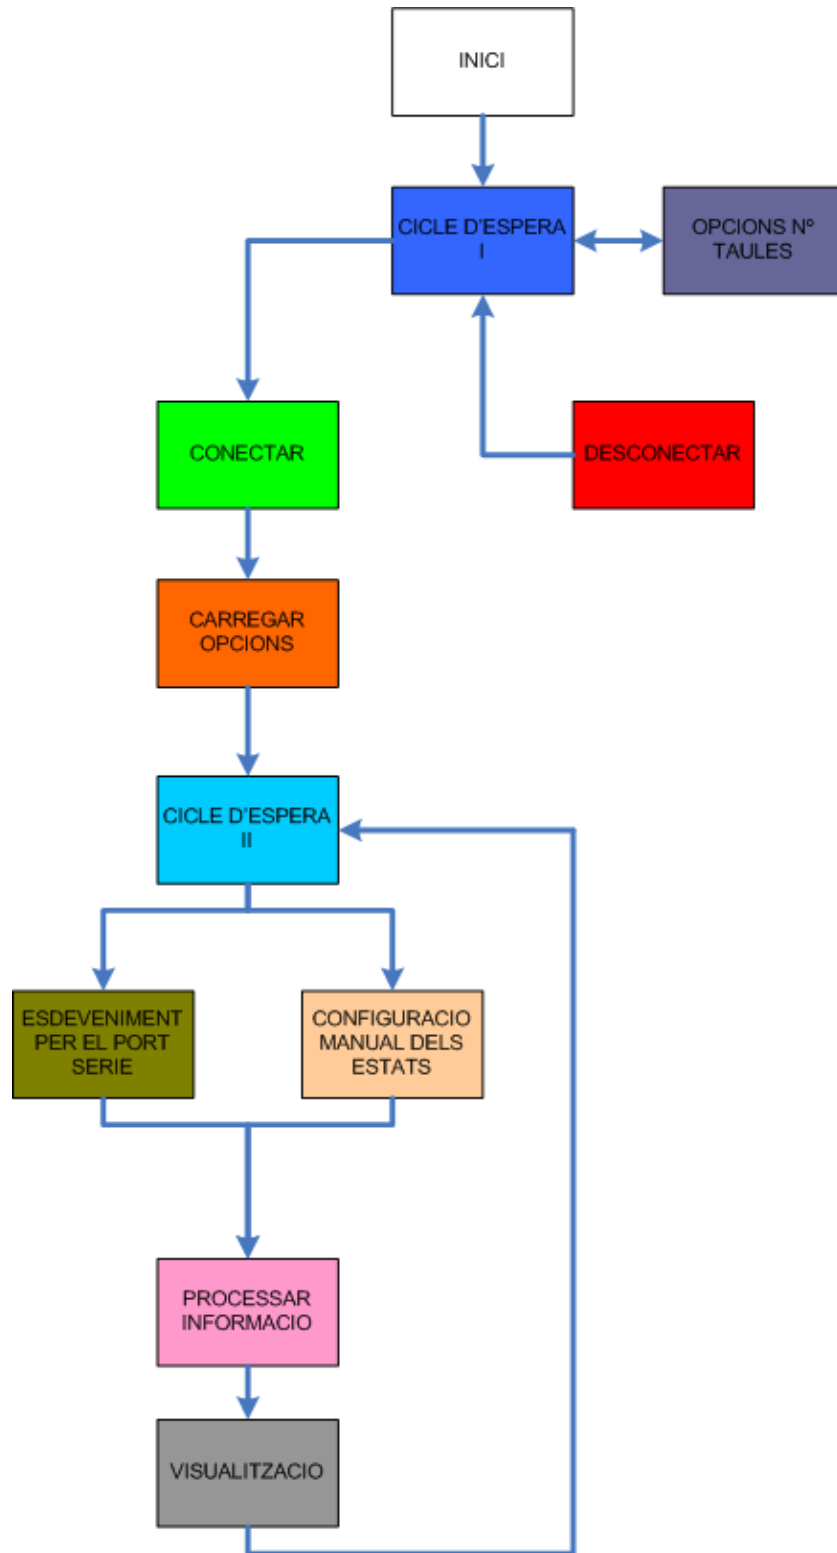 INICI
CICLE D'ESPERA
I
OPCIONS Nº
TAULES
CONECTAR
DESCONECTAR
CARREGAR
OPCIONS
CICLE D'ESPERA
II
ESDEVENIMENT
PER EL PORT
SERIE
CONFIGURACIO
MANUAL DELS
ESTATS
PROCESSAR
INFORMACIO
VISUALITZACIO